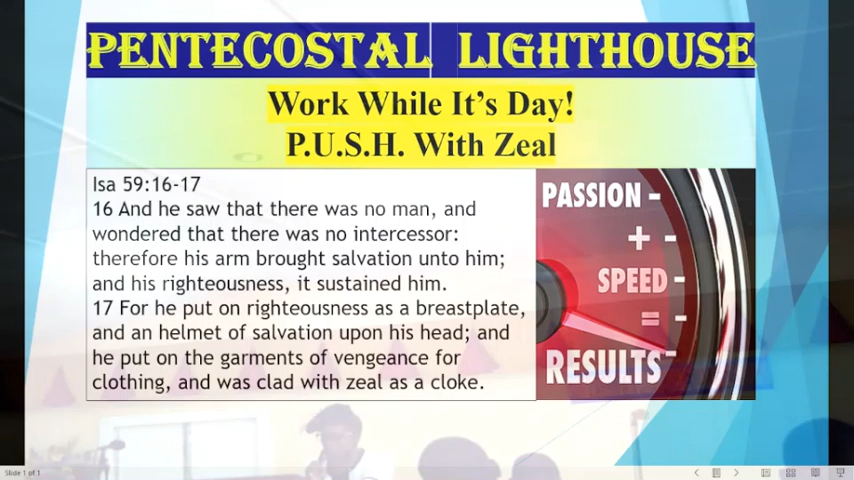 PENTECOSTAL LIGHTHOUSE
Work While It's Day!
P.U.S.H. With Zeal
Isa 59:16-17
16 And he saw that there was no man, and
wondered that there was no intercessor:
therefore his arm brought salvation unto him;
and his righteousness, it sustained him.
17 For he put on righteousness as a breastplate,
and an helmet of salvation upon his head; and
he put on the garments of vengeance for
clothing, and was clad with zeal as a cloke.
PASSION
+
SPEED
=
RESULTS
Slide 1 of 1